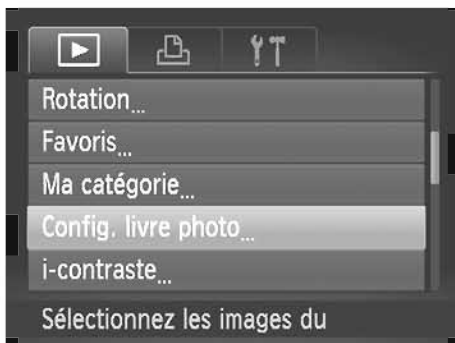 Rotation...
Favoris...
Ma catégorie...
Config. livre photo...
i-contraste...
Sélectionnez les images du